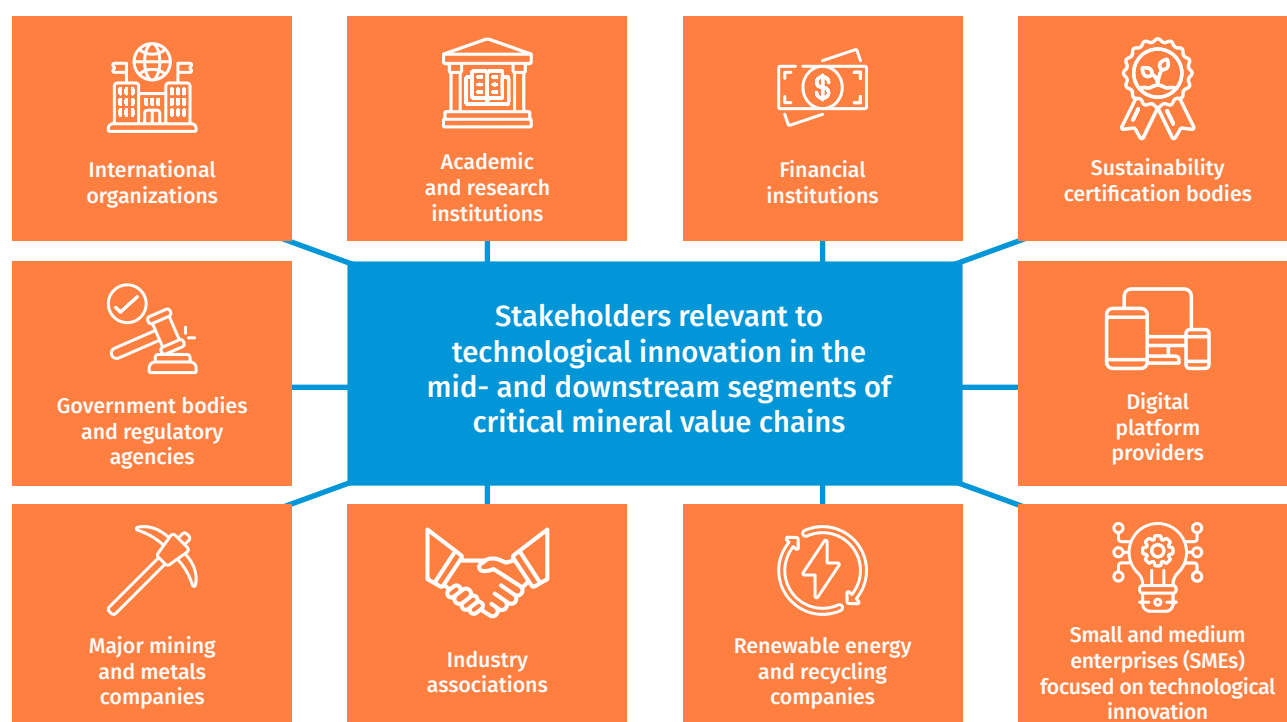 International
organizations
Academic
and research
institutions
Financial
institutions
Sustainability
certification bodies
Government bodies
and regulatory
agencies
Stakeholders relevant to
technological innovation in the
mid- and downstream segments of
critical mineral value chains
Digital
platform
providers
Major mining
and metals
companies
Industry
associations
Renewable energy
and recycling
companies
Small and medium
enterprises (SMEs)
focused on technological
innovation